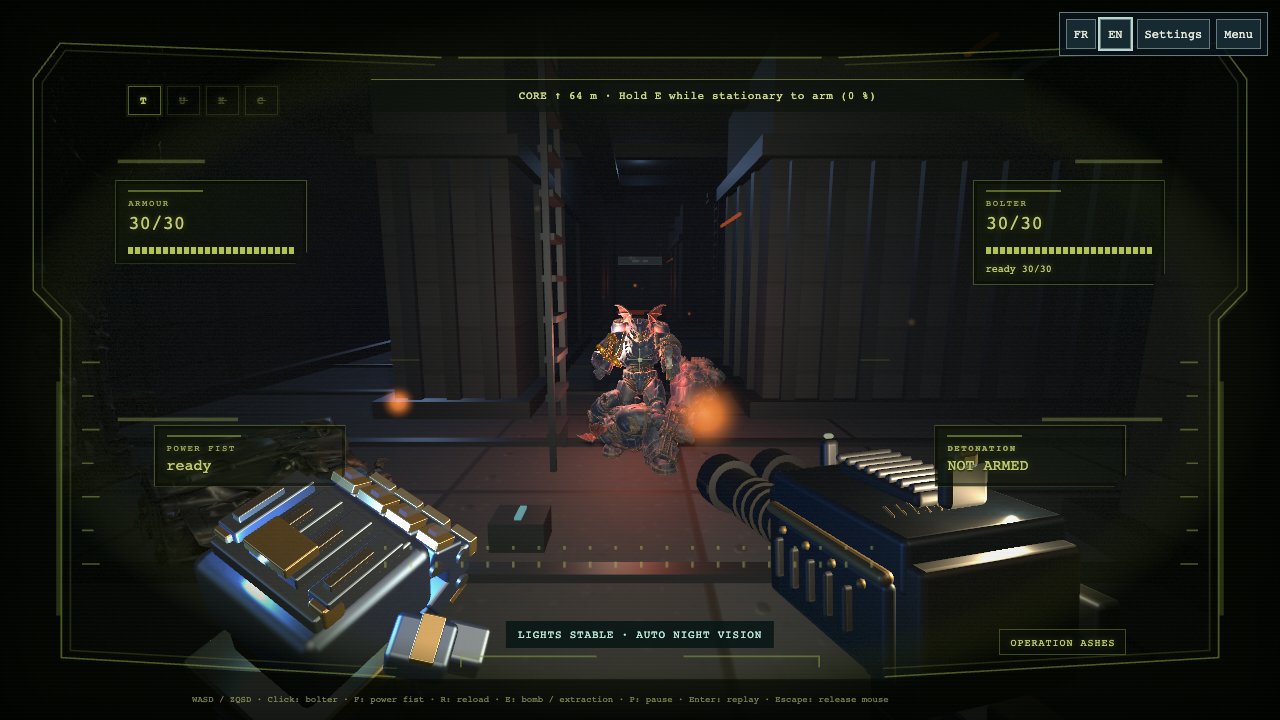 FR EN Settings Menu
CORE ↑ 64 m · Hold E while stationary to arm (0 %)
T
ARMOUR
30/30
BOLTER
30/30
ready 30/30
POWER FIST
ready
DETONATION
NOT ARMED
LIGHTS STABLE · AUTO NIGHT VISION
OPERATION ASHES
WASD / ZQSD · Click: bolter · F: power fist · R: reload · E: bomb / extraction · P: pause · Enter: replay · Escape: release mouse